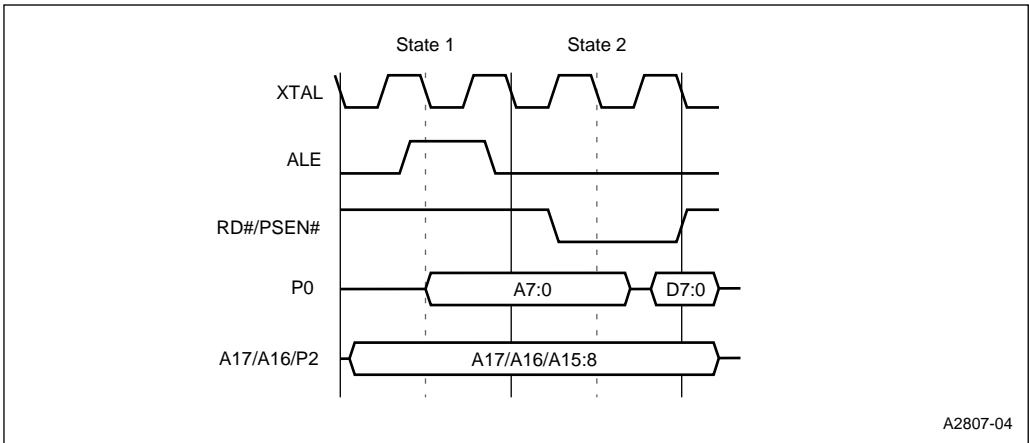 State 1 State 2
XTAL
ALE
RD#/PSEN#
P0 A7:0 D7:0
A17/A16/P2 A17/A16/A15:8
A2807-04